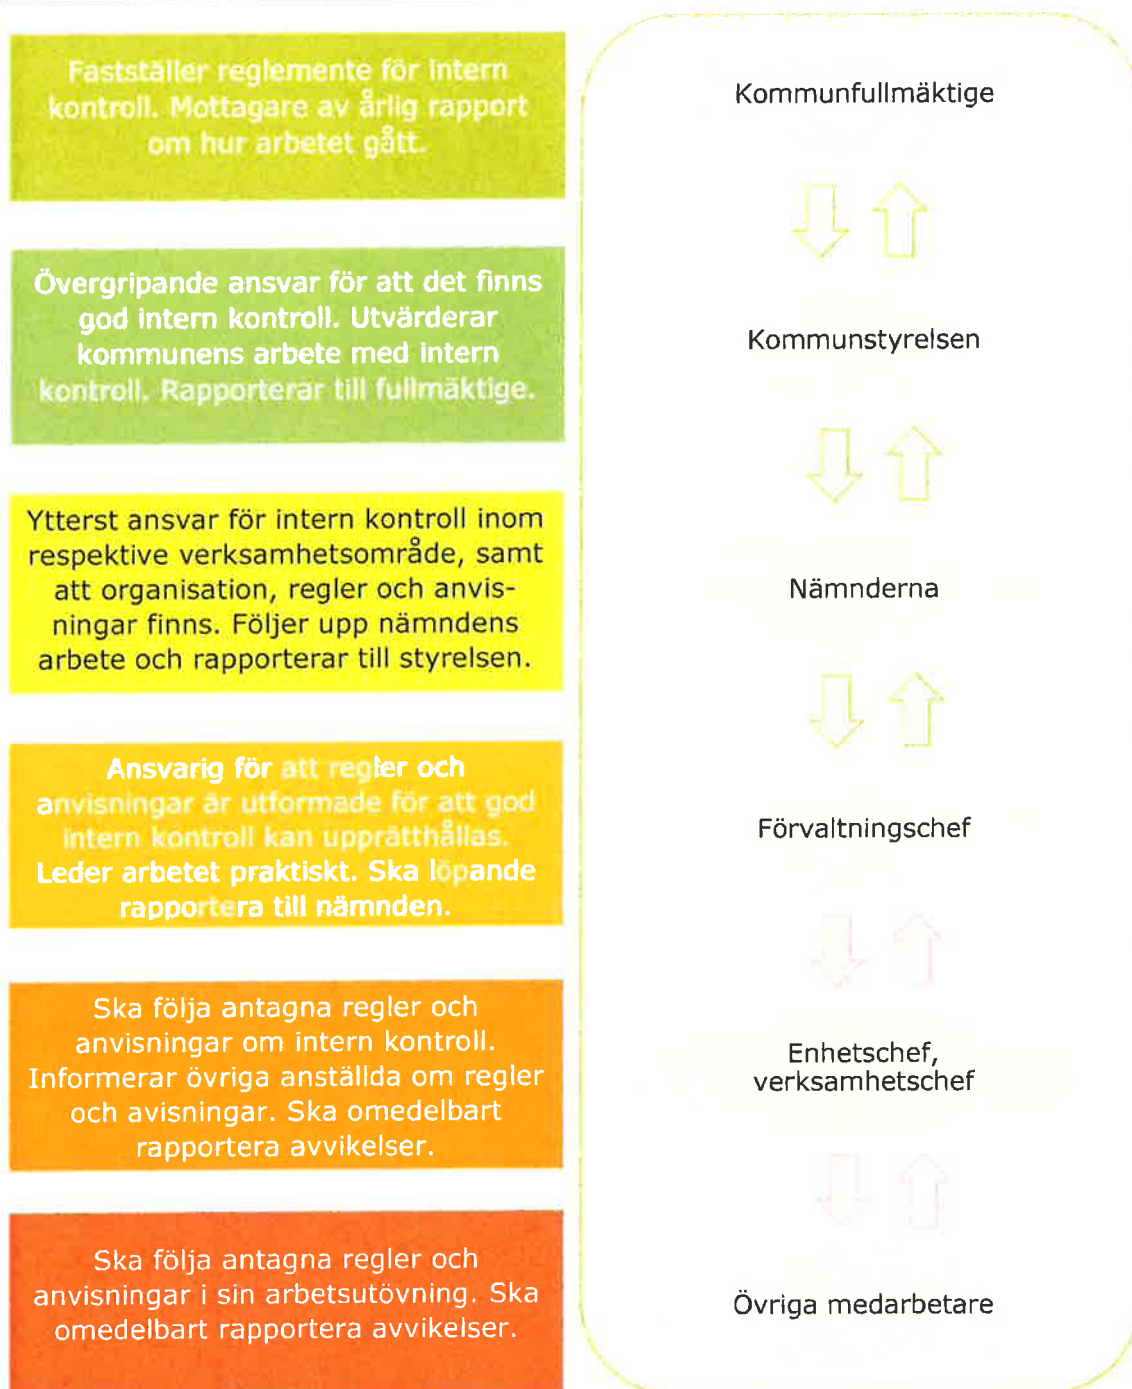 Fastställer reglemente för intern
kontroll. Mottagare av årlig rapport
om hur arbetet gått.
Kommunfullmäktige
Övergripande ansvar för att det finns
god intern kontroll. Utvärderar
kommunens arbete med intern
kontroll. Rapporterar till fullmäktige.
Kommunstyrelsen
Ytterst ansvar för intern kontroll inom
respektive verksamhetsområde, samt
att organisation, regler och anvis-
ningar finns. Följer upp nämndens
arbete och rapporterar till styrelsen.
Nämnderna
Ansvarig för att regler och
anvisningar är utformade för att god
intern kontroll kan upprätthållas.
Leder arbetet praktiskt. Ska löpande
rapportera till nämnden.
Förvaltningschef
Ska följa antagna regler och
anvisningar om intern kontroll.
Informerar övriga anställda om regler
och avisningar. Ska omedelbart
rapportera avvikelser.
Enhetschef,
verksamhetschef
Ska följa antagna regler och
anvisningar i sin arbetsutövning. Ska
omedelbart rapportera avvikelser.
Övriga medarbetare